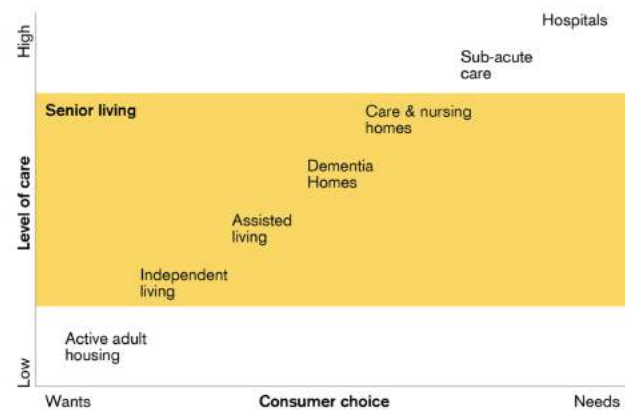 High
Hospitals
Sub-acute
care
Senior living
Care & nursing
homes
Dementia
Homes
Level of care
Assisted
living
Independent
living
Active adult
housing
Low
Wants
Consumer choice
Needs